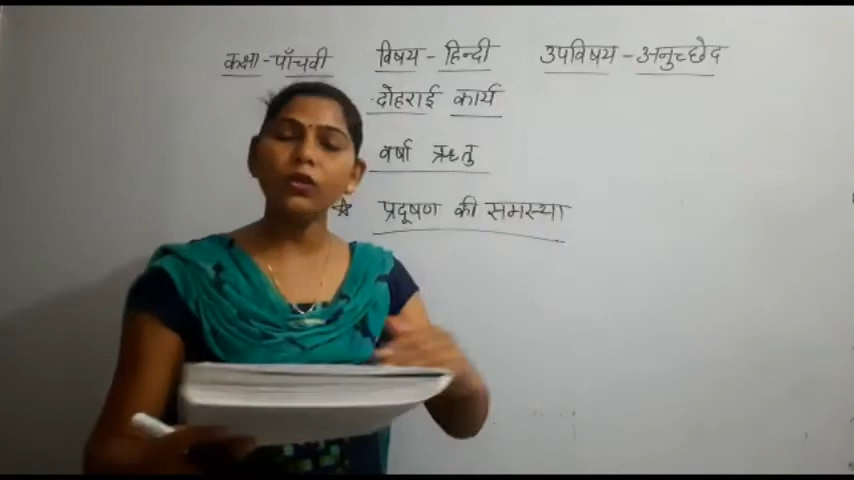 कक्षा - पाँचवी विषय - हिन्दी उपविषय - अनुच्छेद
दोहराई कार्य
वर्षा ऋतु
☆ प्रदूषण की समस्या